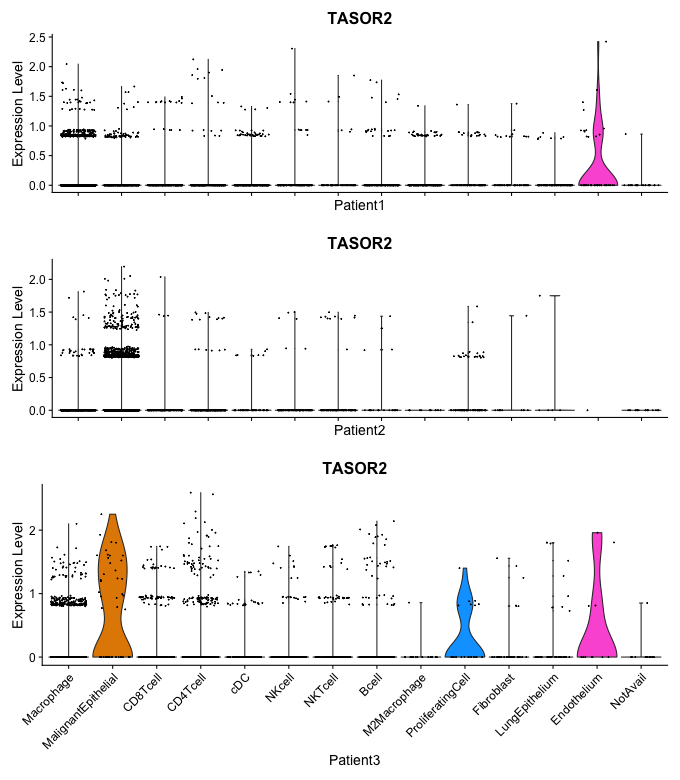 TASOR2
Expression Level
2.5
2.0
1.5
1.0
0.5
0.0
Patient1
TASOR2
Expression Level
2.0
1.5
1.0
0.5
0.0
Patient2
TASOR2
Expression Level
2
1
0
Macrophage
MalignantEpithelial
CD8Tcell
CD4Tcell
cDC
NKcell
NKTcell
Bcell
M2Macrophage
ProliferatingCell
Fibroblast
LungEpithelium
Endothelium
NotAvail
Patient3